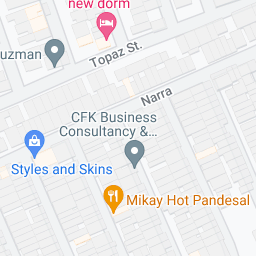 new dorm
uzman
Topaz St.
Narra
CFK Business
Consultancy &...
Styles and Skins
Mikay Hot Pandesal